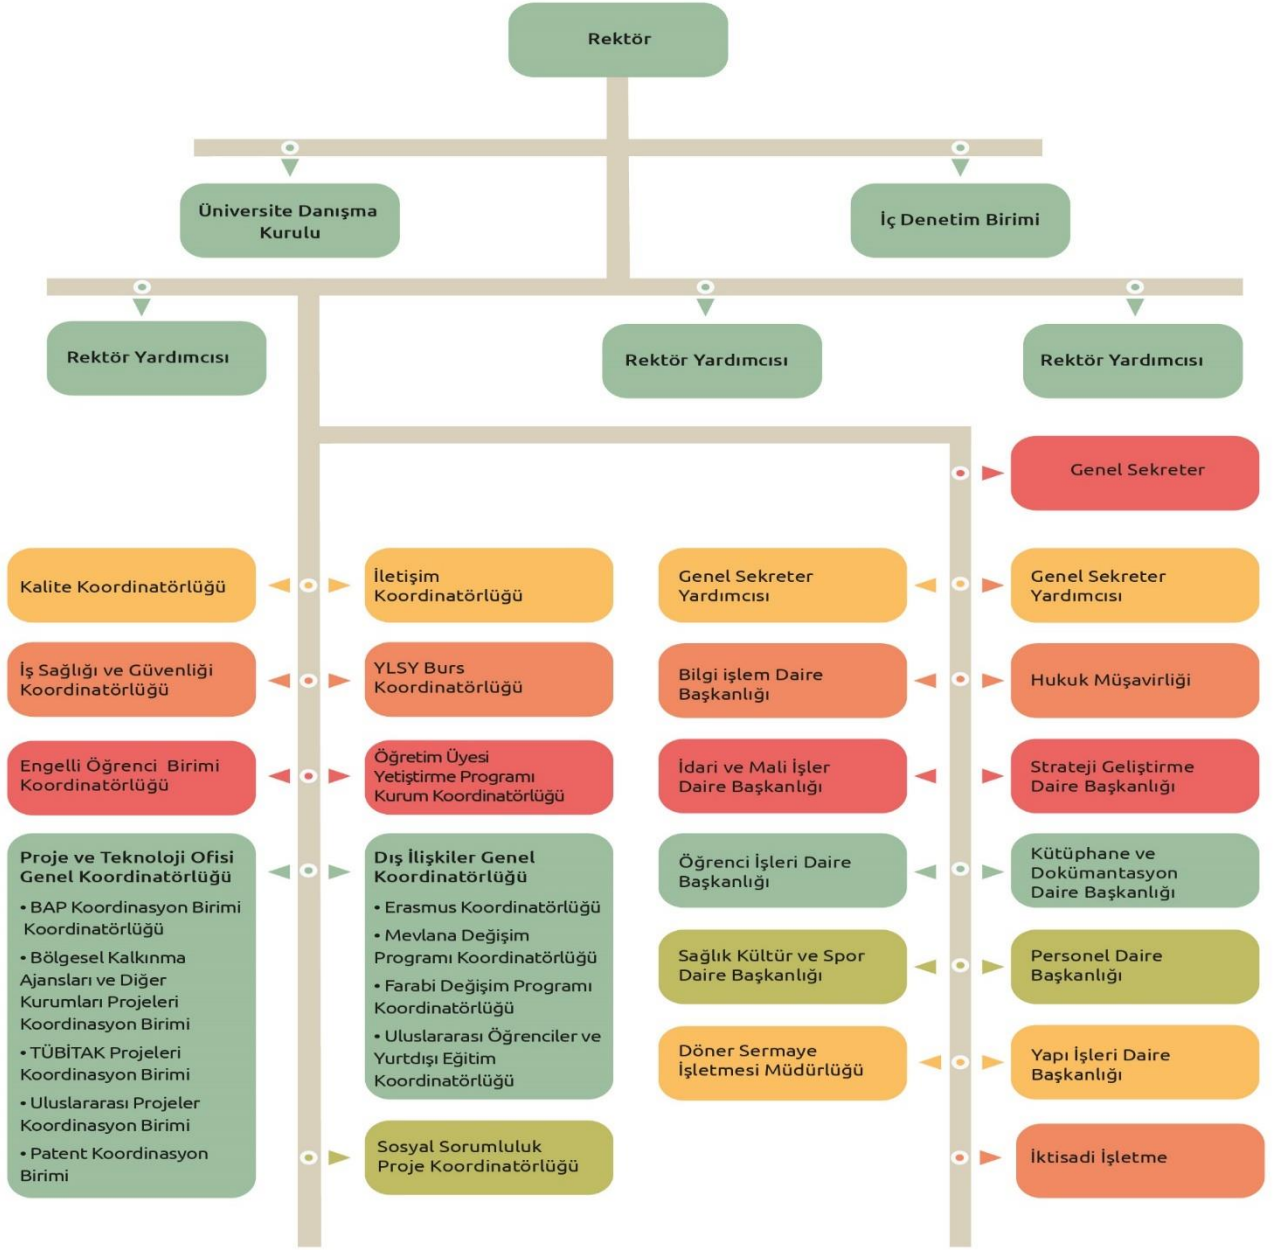 Rektör
Üniversite Danışma
Kurulu
İç Denetim Birimi
Rektör Yardımcısı
Rektör Yardımcısı
Rektör Yardımcısı
Genel Sekreter
Kalite Koordinatörlüğü
İletişim
Koordinatörlüğü
Genel Sekreter
Yardımcısı
Genel Sekreter
Yardımcısı
İş Sağlığı ve Güvenliği
Koordinatörlüğü
YLSY Burs
Koordinatörlüğü
Bilgi işlem Daire
Başkanlığı
Hukuk Müşavirliği
Engelli Öğrenci Birimi
Koordinatörlüğü
Öğretim Üyesi
Yetiştirme Programı
Kurum Koordinatörlüğü
İdari ve Mali İşler
Daire Başkanlığı
Strateji Geliştirme
Daire Başkanlığı
Proje ve Teknoloji Ofisi
Genel Koordinatörlüğü
• BAP Koordinasyon Birimi
Koordinatörlüğü
• Bölgesel Kalkınma
Ajansları ve Diğer
Kurumları Projeleri
Koordinasyon Birimi
• TÜBİTAK Projeleri
Koordinasyon Birimi
• Uluslararası Projeler
Koordinasyon Birimi
• Patent Koordinasyon
Birimi
Dış İlişkiler Genel
Koordinatörlüğü
• Erasmus Koordinatörlüğü
• Mevlana Değişim
Programı Koordinatörlüğü
• Farabi Değişim Programı
Koordinatörlüğü
• Uluslararası Öğrenciler ve
Yurtdışı Eğitim
Koordinatörlüğü
Öğrenci İşleri Daire
Başkanlığı
Kütüphane ve
Dokümantasyon
Daire Başkanlığı
Sağlık Kültür ve Spor
Daire Başkanlığı
Personel Daire
Başkanlığı
Döner Sermaye
İşletmesi Müdürlüğü
Yapı İşleri Daire
Başkanlığı
Sosyal Sorumluluk
Proje Koordinatörlüğü
İktisadi İşletme